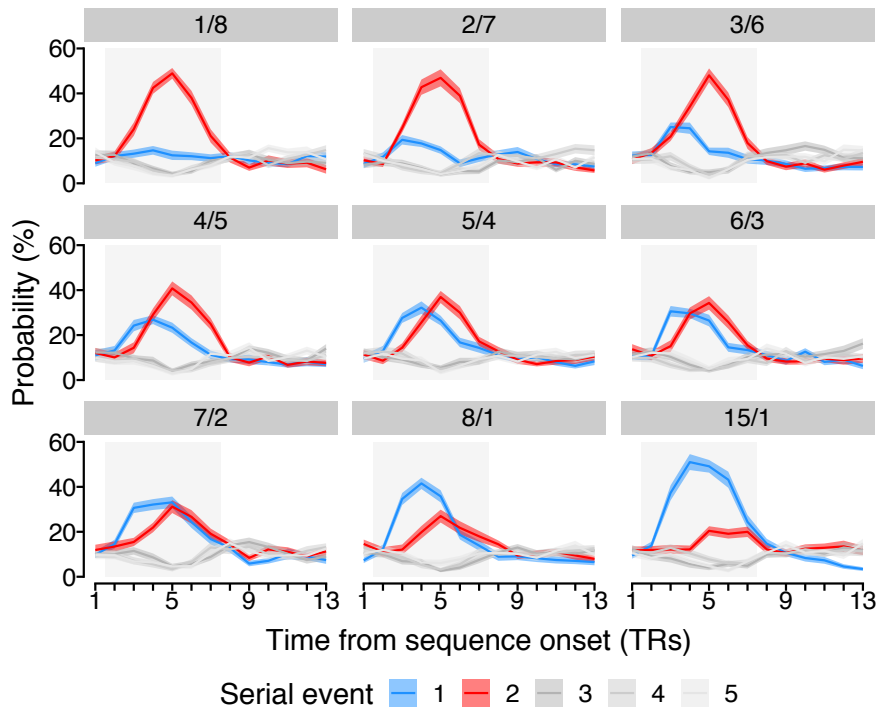 1/8 2/7 3/6
60
40
20
0
4/5 5/4 6/3
60
40
20
0
7/2 8/1 15/1
60
40
20
0
1 5 9 13 1 5 9 13 1 5 9 13
Probability (%)
Time from sequence onset (TRs)
Serial event 1 2 3 4 5